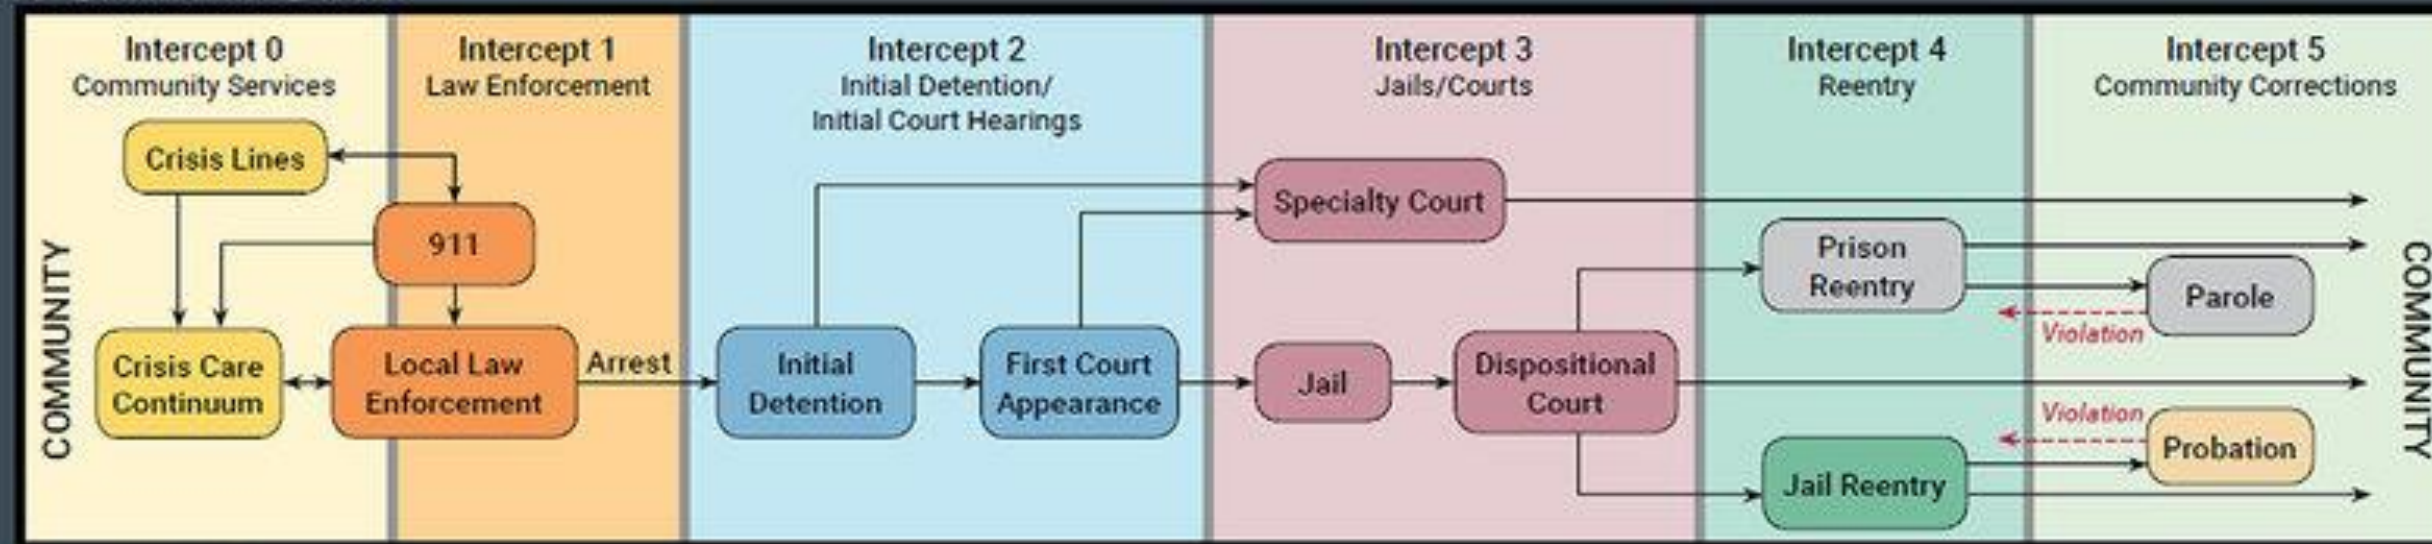 Intercept 0
Community Services
Intercept 1
Law Enforcement
Intercept 2
Initial Detention/
Initial Court Hearings
Intercept 3
Jails/Courts
Intercept 4
Reentry
Intercept 5
Community Corrections
COMMUNITY
Crisis Lines
911
Crisis Care
Continuum
Local Law
Enforcement
Arrest
Initial
Detention
First Court
Appearance
Specialty Court
Jail
Dispositional
Court
Prison
Reentry
Jail Reentry
Parole
Violation
Violation
Probation
COMMUNITY